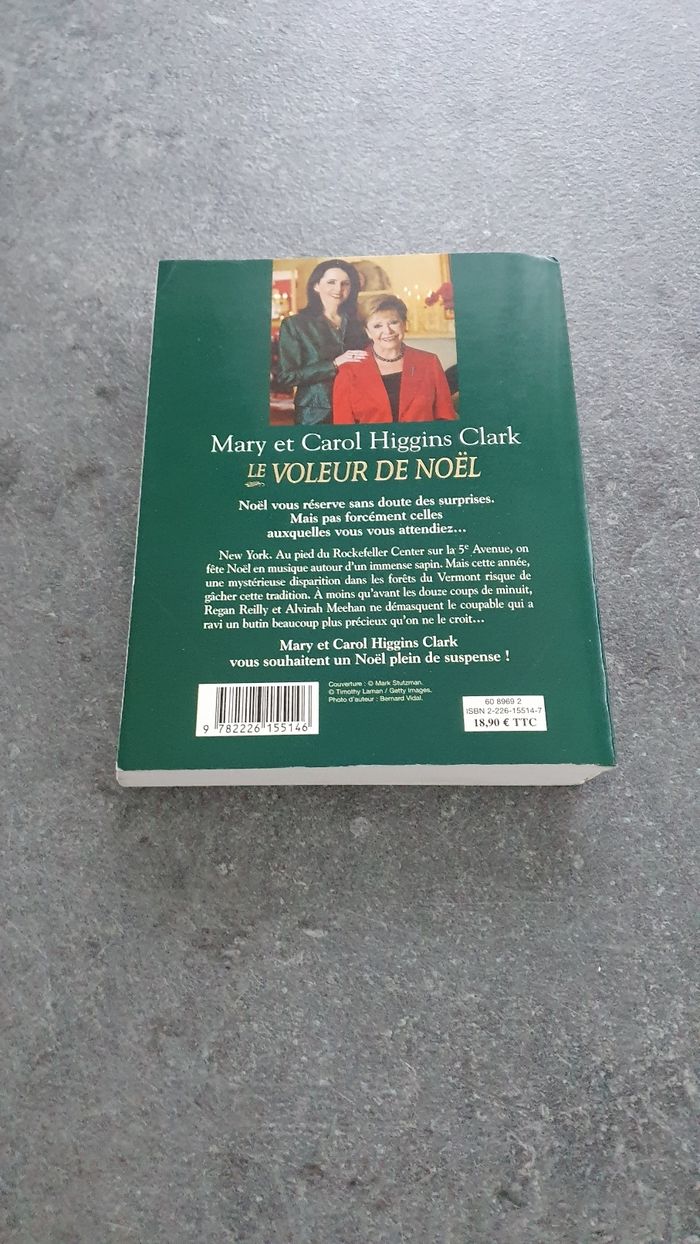 Mary et Carol Higgins Clark
LE VOLEUR DE NOËL
Noël vous réserve sans doute des surprises.
Mais pas forcément celles
auxquelles vous vous attendiez...
New York. Au pied du Rockefeller Center sur la 5e Avenue, on
fête Noël en musique autour d'un immense sapin. Mais cette année,
une mystérieuse disparition dans les forêts du Vermont risque de
gâcher cette tradition. À moins qu'avant les douze coups de minuit,
Regan Reilly et Alvirah Meehan ne démasquent le coupable qui a
ravi un butin beaucoup plus précieux qu'on ne le croit...
Mary et Carol Higgins Clark
vous souhaitent un Noël plein de suspense !
Couverture : © Mark Stutzman.
© Timothy Laman / Getty Images.
Photo d'auteur : Bernard Vidal.
9 782226 155146
60 8969 2
ISBN 2-226-15514-7
18,90 € TTC